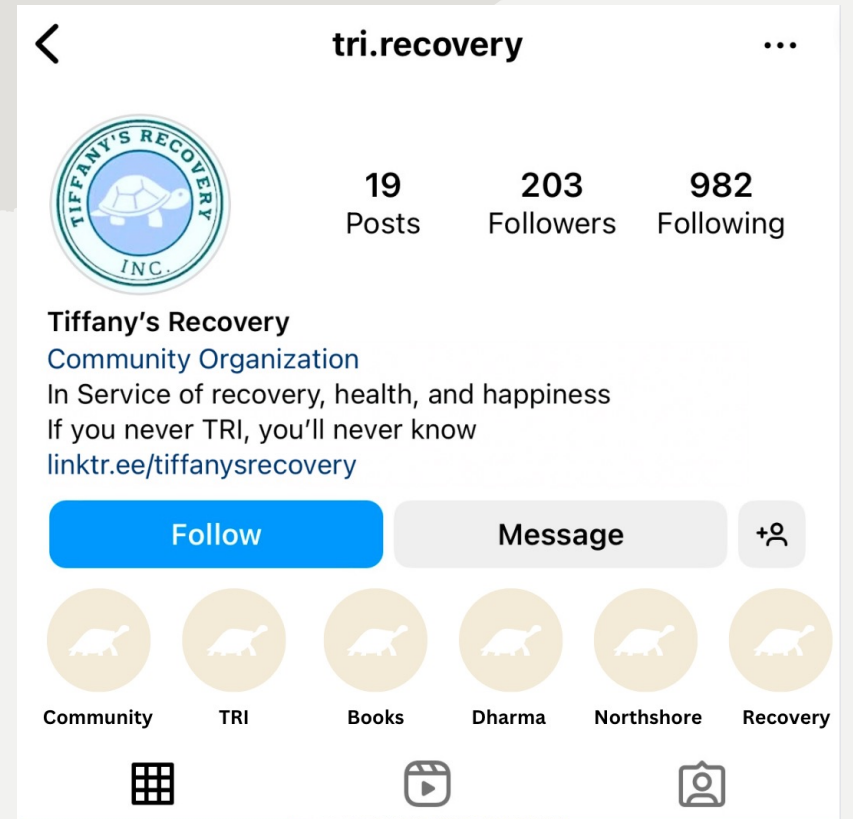 tri.recovery
TIFFANY'S RECOVERY
INC.
19 203 982
Posts Followers Following
Tiffany’s Recovery
Community Organization
In Service of recovery, health, and happiness
If you never TRI, you’ll never know
linktr.ee/tiffanysrecovery
Follow Message
Community TRI Books Dharma Northshore Recovery